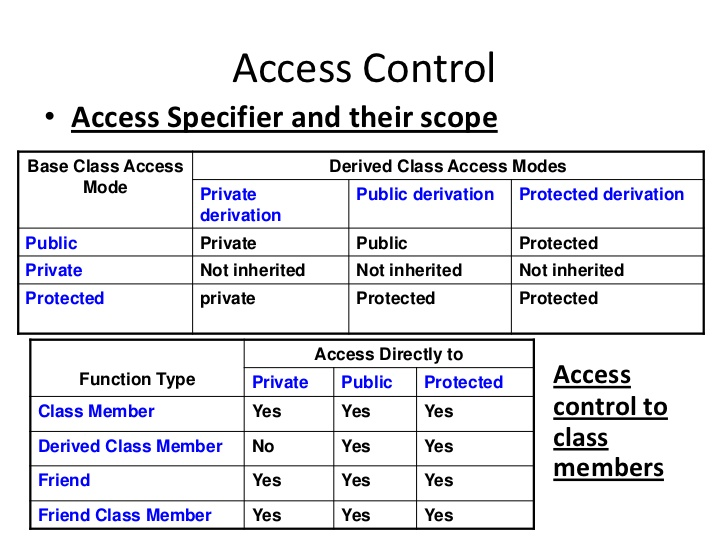 Access Control
• Access Specifier and their scope
Base Class Access Mode | Derived Class Access Modes
Private derivation | Public derivation | Protected derivation
Public | Private | Public | Protected
Private | Not inherited | Not inherited | Not inherited
Protected | private | Protected | Protected
Function Type | Access Directly to
Private | Public | Protected
Class Member | Yes | Yes | Yes
Derived Class Member | No | Yes | Yes
Friend | Yes | Yes | Yes
Friend Class Member | Yes | Yes | Yes
Access
control to
class
members